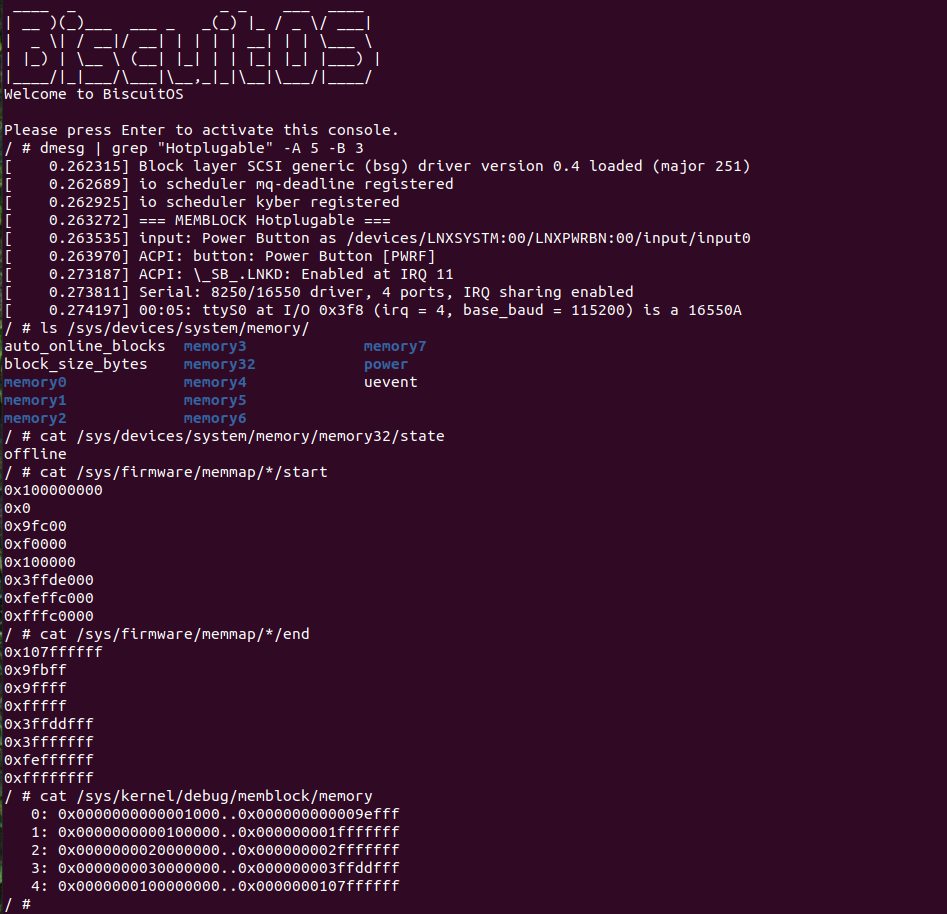 ____  _                _ _    ___  ____
| __ )(_)___  ___ _   _(_) |_ / _ \/ ___|
|  _ \| / __|/ __| | | | | __| | | \___ \
| |_) | \__ \ (__| |_| | | |_| |_| |___) |
|____/|_|___/\___|\__,_|_|\__|\___/|____/
Welcome to BiscuitOS

Please press Enter to activate this console.
/ # dmesg | grep "Hotplugable" -A 5 -B 3
[    0.262315] Block layer SCSI generic (bsg) driver version 0.4 loaded (major 251)
[    0.262689] io scheduler mq-deadline registered
[    0.262925] io scheduler kyber registered
[    0.263272] === MEMBLOCK Hotplugable ===
[    0.263535] input: Power Button as /devices/LNXSYSTM:00/LNXPWRBN:00/input/input0
[    0.263970] ACPI: button: Power Button [PWRF]
[    0.273187] ACPI: \_SB_.LNKD: Enabled at IRQ 11
[    0.273811] Serial: 8250/16550 driver, 4 ports, IRQ sharing enabled
[    0.274197] 00:05: ttyS0 at I/O 0x3f8 (irq = 4, base_baud = 115200) is a 16550A
/ # ls /sys/devices/system/memory/
auto_online_blocks  memory3             memory7
block_size_bytes    memory32            power
memory0             memory4             uevent
memory1             memory5
memory2             memory6
/ # cat /sys/devices/system/memory/memory32/state
offline
/ # cat /sys/firmware/memmap/*/start
0x100000000
0x0
0x9fc00
0xf0000
0x100000
0x3ffde000
0xfeffc000
0xfffc0000
/ # cat /sys/firmware/memmap/*/end
0x107ffffff
0x9fbff
0x9ffff
0xfffff
0x3ffddfff
0x3fffffff
0xfeffffff
0xffffffff
/ # cat /sys/kernel/debug/memblock/memory
   0: 0x0000000000001000..0x000000000009efff
   1: 0x0000000000100000..0x000000001fffffff
   2: 0x0000000020000000..0x000000002fffffff
   3: 0x0000000030000000..0x000000003ffddfff
   4: 0x0000000100000000..0x0000000107ffffff
/ #